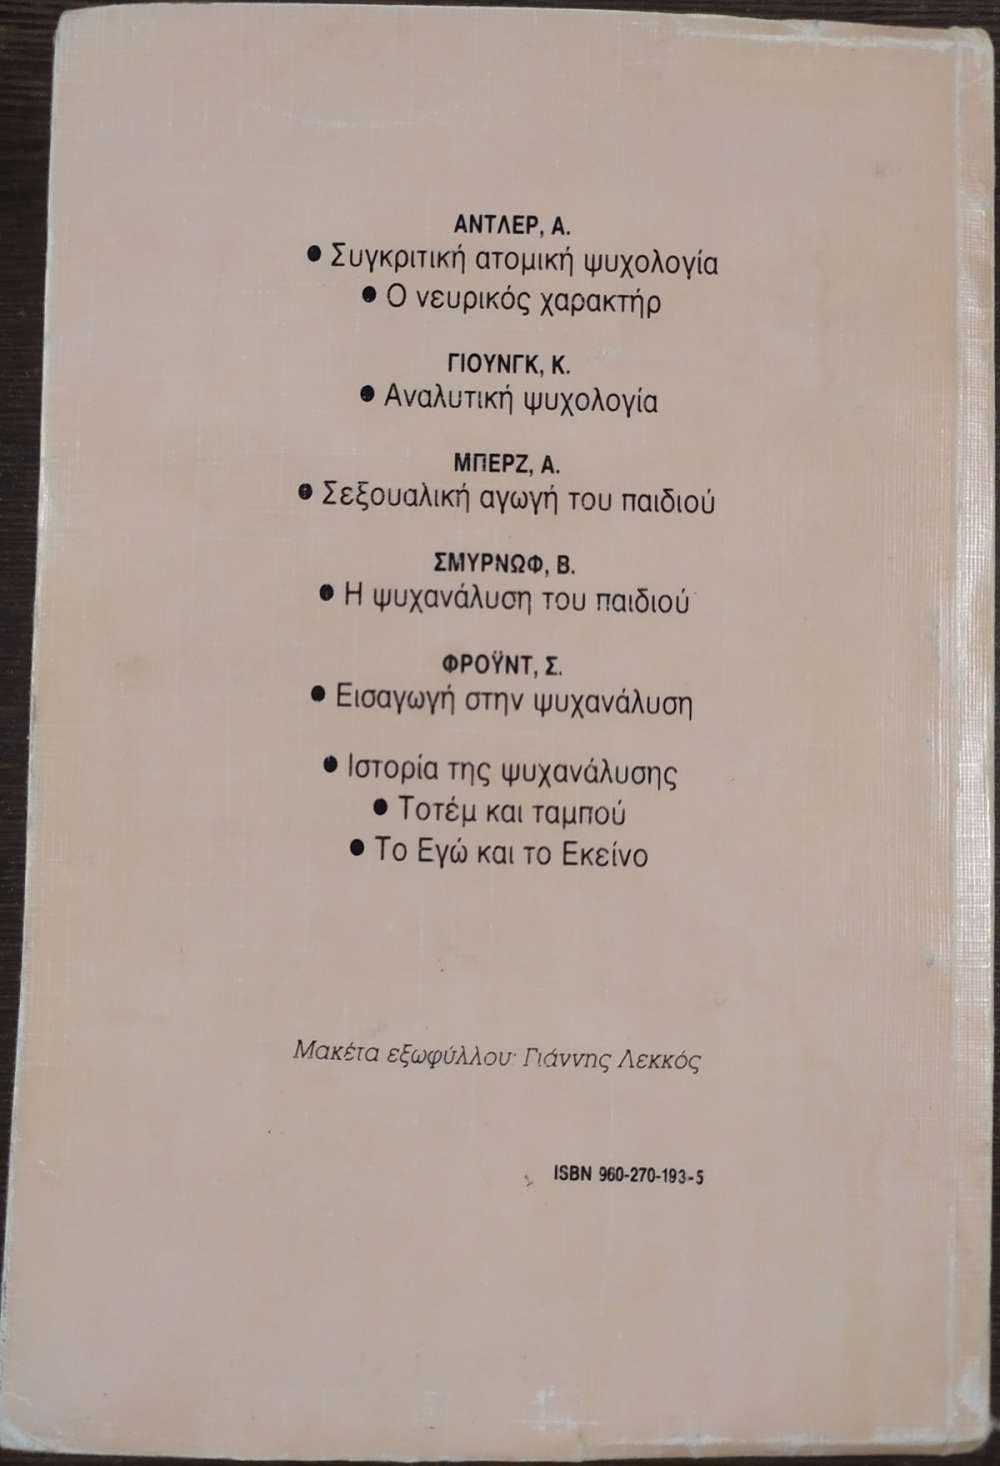 ΑΝΤΛΕΡ, Α.
● Συγκριτική ατομική ψυχολογία
● Ο νευρικός χαρακτήρ
ΓΙΟΥΝΓΚ, Κ.
● Αναλυτική ψυχολογία
ΜΠΕΡΖ, Α.
● Σεξουαλική αγωγή του παιδιού
ΣΜΥΡΝΩΦ, Β.
● Η ψυχανάλυση του παιδιού
ΦΡΟΫΝΤ, Σ.
● Εισαγωγή στην ψυχανάλυση
● Ιστορία της ψυχανάλυσης
● Τοτέμ και ταμπού
● Το Εγώ και το Εκείνο
Μακέτα εξωφύλλου: Γιάννης Λεκκός
ISBN 960-270-193-5